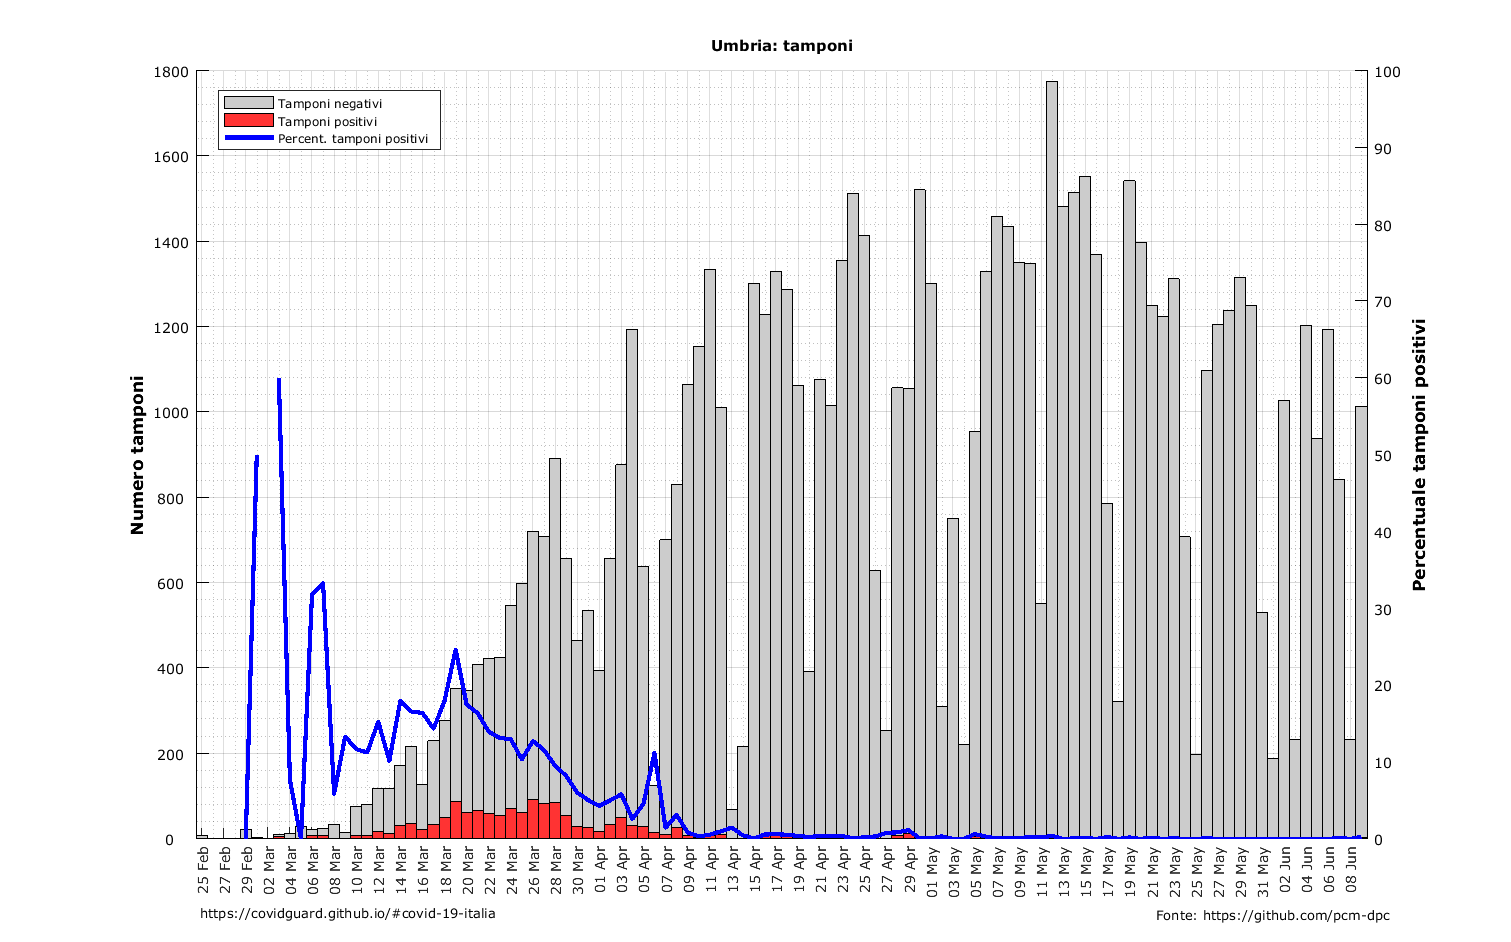 Umbria: tamponi
Tamponi negativi
Tamponi positivi
Percent. tamponi positivi
Numero tamponi
1800
1600
1400
1200
1000
800
600
400
200
0
Percentuale tamponi positivi
100
90
80
70
60
50
40
30
20
10
0
25 Feb
27 Feb
29 Feb
02 Mar
04 Mar
06 Mar
08 Mar
10 Mar
12 Mar
14 Mar
16 Mar
18 Mar
20 Mar
22 Mar
24 Mar
26 Mar
28 Mar
30 Mar
01 Apr
03 Apr
05 Apr
07 Apr
09 Apr
11 Apr
13 Apr
15 Apr
17 Apr
19 Apr
21 Apr
23 Apr
25 Apr
27 Apr
29 Apr
01 May
03 May
05 May
07 May
09 May
11 May
13 May
15 May
17 May
19 May
21 May
23 May
25 May
27 May
29 May
31 May
02 Jun
04 Jun
06 Jun
08 Jun
https://covidguard.github.io/#covid-19-italia
Fonte: https://github.com/pcm-dpc